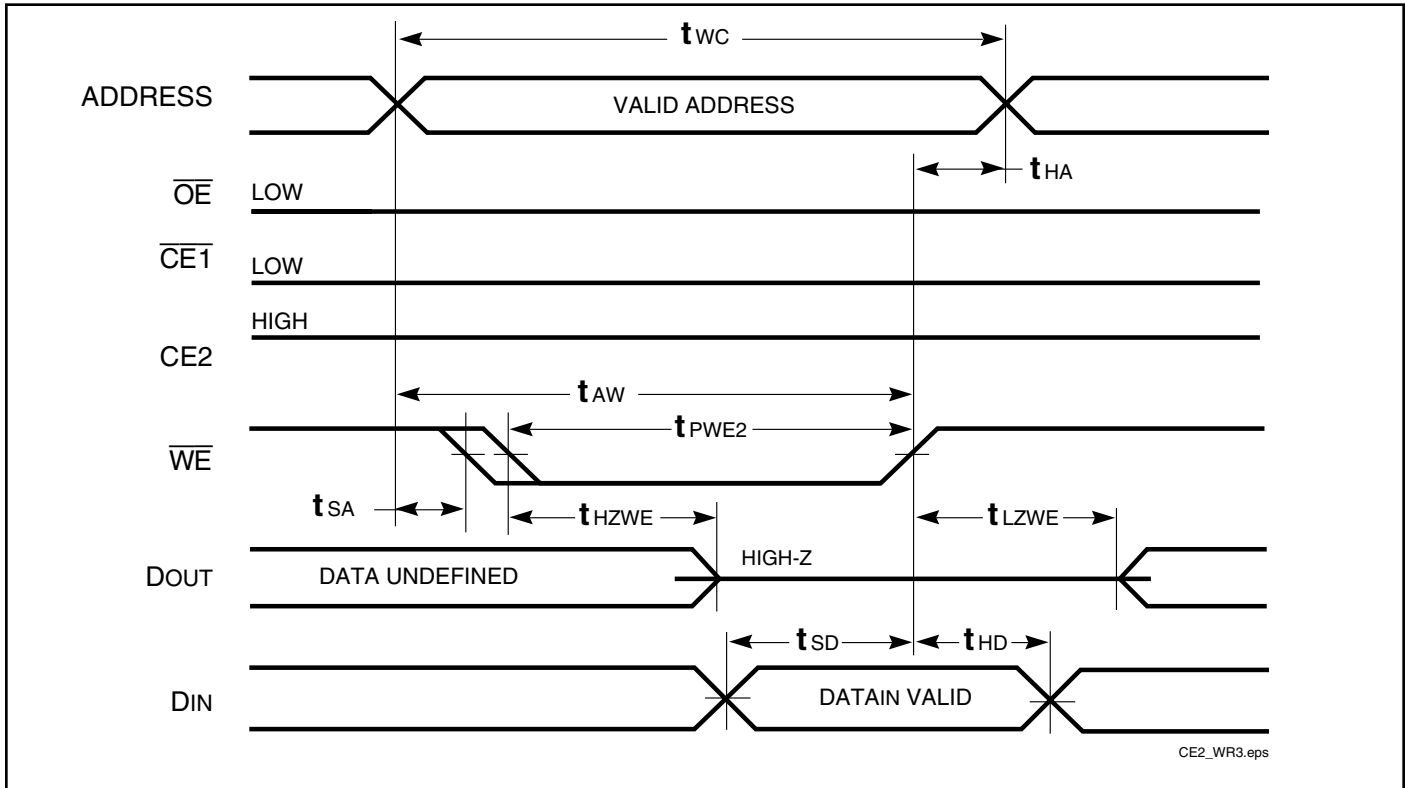 tWC
ADDRESS
VALID ADDRESS
tHA
OE
LOW
CE1
LOW
HIGH
CE2
tAW
tPWE2
WE
tSA
tHZWE
tLZWE
DOUT
DATA UNDEFINED
HIGH-Z
tSD
tHD
DIN
DATAIN VALID
CE2_WR3.eps